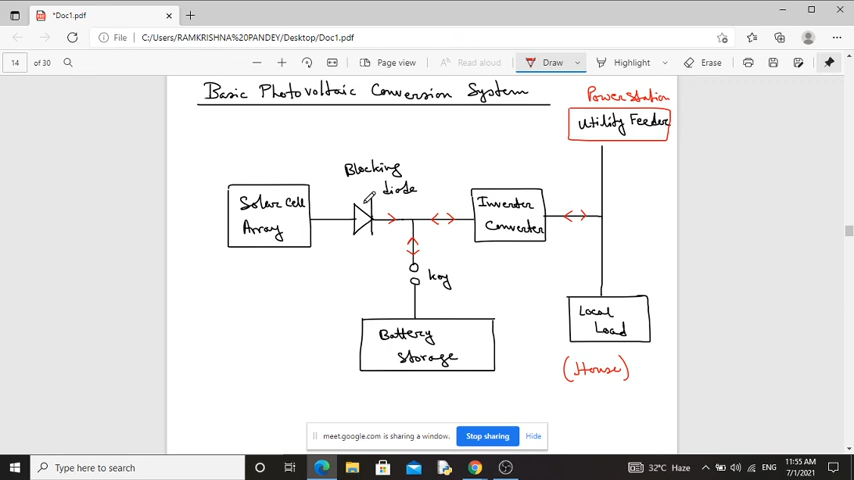 *Doc1.pdf
File
C:/Users/RAMKRISHNA%20PANDEY/Desktop/Doc1.pdf
14 of 30
Page view
Read aloud
Draw
Highlight
Erase
Basic Photovoltaic Conversion System
Power station
Utility Feeder
Blocking
diode
Solar Cell
Array
Inverter
Converter
key
Battery
Storage
Local
Load
(House)
meet.google.com is sharing a window.
Stop sharing
Hide
Type here to search
32°C Haze
ENG
11:55 AM
7/1/2021